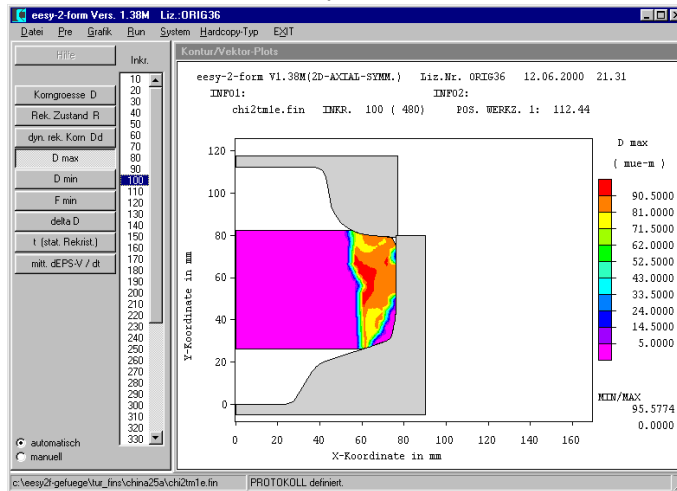 eesy-2-form Vers. 1.38M Liz.:ORIG36
Datei Pre Grafik Run System Hardcopy-Typ EXIT
Hilfe
Inkr.
Korngroesse D
Rek. Zustand R
dyn. rek. Korn Dd
D max
D min
F min
delta D
t (stat. Rekrist.)
mitt. dEPS-V / dt
10
20
30
40
50
60
70
80
90
100
110
120
130
140
150
160
170
180
190
200
210
220
230
240
250
260
270
280
290
300
310
320
330
automatisch
manuell
Kontur/Vektor-Plots
eesy-2-form V1.38M(2D-AXIAL-SYMM.) Liz.Nr. ORIG36 12.06.2000 21.31
INFO1: INFO2:
chi2tm1e.fin INKR. 100 ( 480) POS. WERKZ. 1: 112.44
D max
( mue-m )
90.5000
81.0000
71.5000
62.0000
52.5000
43.0000
33.5000
24.0000
14.5000
5.0000
MIN/MAX
95.5774
0.0000
Y-Koordinate in mm
120
100
80
60
40
20
0
0 20 40 60 80 100 120 140 160
X-Koordinate in mm
c:\eesy2f-gefuege\tur_fins\china25a\chi2tm1e.fin PROTOKOLL definiert.